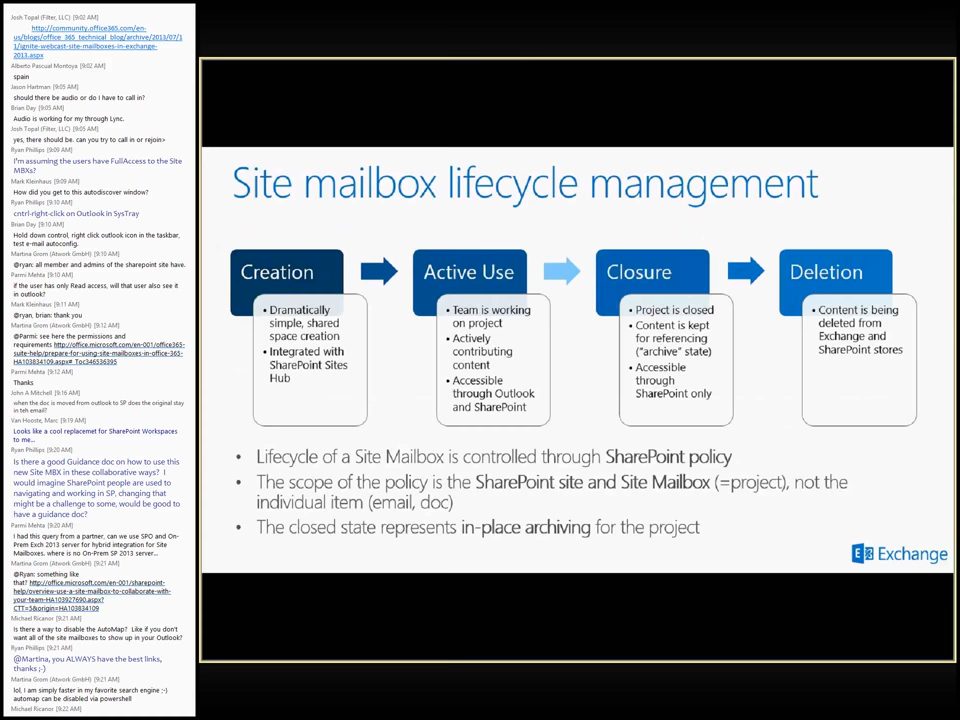 Josh Topal (Filter, LLC) [9:02 AM]
http://community.office365.com/en-
us/blogs/office_365_technical_blog/archive/2013/07/1
1/ignite-webcast-site-mailboxes-in-exchange-
2013.aspx
Alberto Pascual Montoya [9:02 AM]
spain
Jason Hartman [9:05 AM]
should there be audio or do I have to call in?
Brian Day [9:05 AM]
Audio is working for my through Lync.
Josh Topal (Filter, LLC) [9:05 AM]
yes, there should be. can you try to call in or rejoin>
Ryan Phillips [9:09 AM]
I'm assuming the users have FullAccess to the Site
MBXs?
Mark Kleinhaus [9:09 AM]
How did you get to this autodiscover window?
Ryan Phillips [9:10 AM]
cntrl-right-click on Outlook in SysTray
Brian Day [9:10 AM]
Hold down control, right click outlook icon in the taskbar,
test e-mail autoconfig.
Martina Grom (Atwork GmbH) [9:10 AM]
@ryan: all member and admins of the sharepoint site have.
Parmi Mehta [9:10 AM]
if the user has only Read access, will that user also see it
in outlook?
Mark Kleinhaus [9:11 AM]
@ryan, brian: thank you
Martina Grom (Atwork GmbH) [9:12 AM]
@Parmi: see here the permissions and
requirements http://office.microsoft.com/en-001/office365-
suite-help/prepare-for-using-site-mailboxes-in-office-365-
HA103834109.aspx#_Toc346536395
Parmi Mehta [9:12 AM]
Thanks
John A Mitchell [9:16 AM]
when the doc is moved from outlook to SP does the original stay
in teh email?
Van Hooste, Marc [9:19 AM]
Looks like a cool replacemet for SharePoint Workspaces
to me...
Ryan Phillips [9:20 AM]
Is there a good Guidance doc on how to use this
new Site MBX in these collaborative ways? I
would imagine SharePoint people are used to
navigating and working in SP, changing that
might be a challenge to some, would be good to
have a guidance doc?
Parmi Mehta [9:20 AM]
I had this query from a partner, can we use SPO and On-
Prem Exch 2013 server for hybrid integration for Site
Mailboxes. where is no On-Prem SP 2013 server...
Martina Grom (Atwork GmbH) [9:21 AM]
@Ryan: something like
that? http://office.microsoft.com/en-001/sharepoint-
help/overview-use-a-site-mailbox-to-collaborate-with-
your-team-HA103927690.aspx?
CTT=5&origin=HA103834109
Michael Ricanor [9:21 AM]
Is there a way to disable the AutoMap? Like if you don't
want all of the site mailboxes to show up in your Outlook?
Ryan Phillips [9:21 AM]
@Martina, you ALWAYS have the best links,
thanks ;-)
Martina Grom (Atwork GmbH) [9:21 AM]
lol, I am simply faster in my favorite search engine ;-)
automap can be disabled via powershell
Michael Ricanor [9:22 AM]
Site mailbox lifecycle management
Creation
• Dramatically
simple, shared
space creation
• Integrated with
SharePoint Sites
Hub
Active Use
• Team is working
on project
• Actively
contributing
content
• Accessible
through Outlook
and SharePoint
Closure
• Project is closed
• Content is kept
for referencing
("archive" state)
• Accessible
through
SharePoint only
Deletion
• Content is being
deleted from
Exchange and
SharePoint stores
• Lifecycle of a Site Mailbox is controlled through SharePoint policy
• The scope of the policy is the SharePoint site and Site Mailbox (=project), not the
individual item (email, doc)
• The closed state represents in-place archiving for the project
Exchange